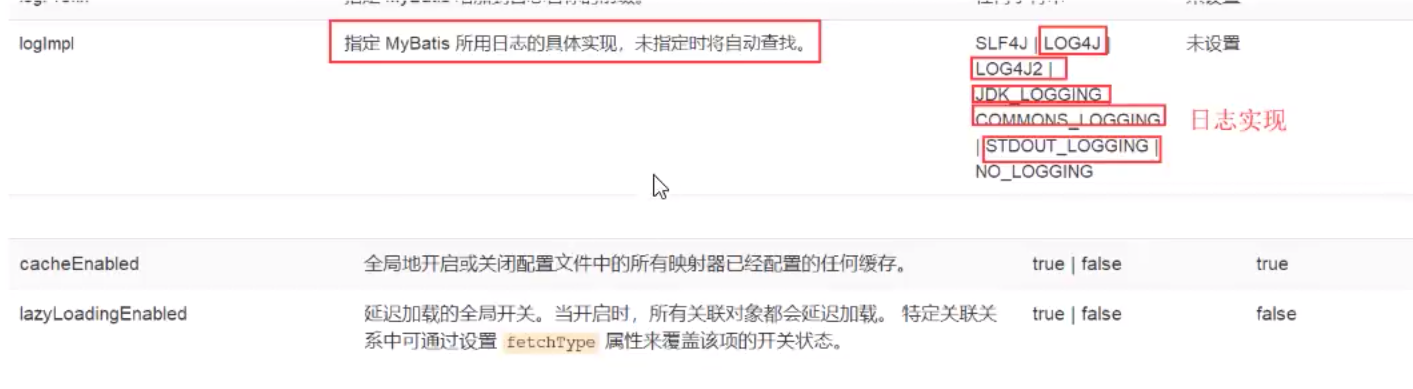 logImpl
指定 MyBatis 所用日志的具体实现，未指定时将自动查找。
SLF4J | LOG4J |
LOG4J2 |
JDK_LOGGING
COMMONS_LOGGING
| STDOUT_LOGGING |
NO_LOGGING
未设置
日志实现
cacheEnabled
全局地开启或关闭配置文件中的所有映射器已经配置的任何缓存。
true | false
true
lazyLoadingEnabled
延迟加载的全局开关。当开启时，所有关联对象都会延迟加载。 特定关联关
系中可通过设置 fetchType 属性来覆盖该项的开关状态。
true | false
false